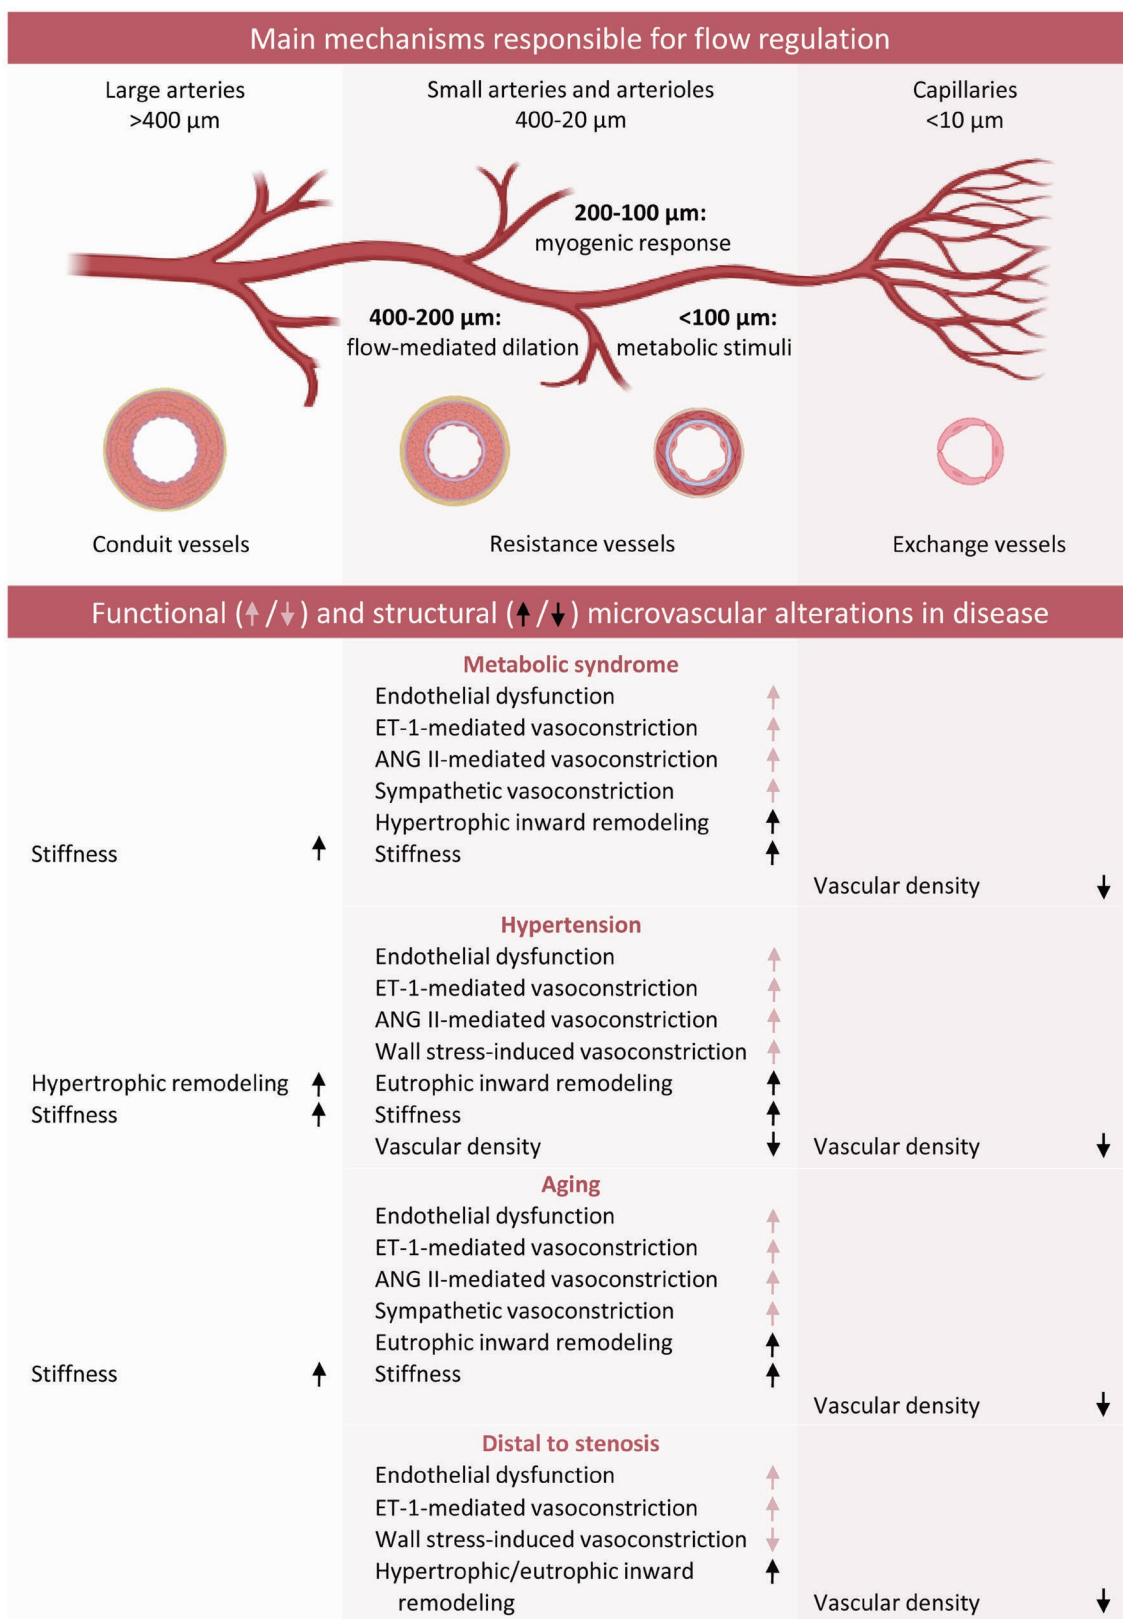 Main mechanisms responsible for flow regulation
Large arteries
>400 µm
Small arteries and arterioles
400-20 µm
Capillaries
<10 µm
200-100 µm:
myogenic response
400-200 µm:
flow-mediated dilation
<100 µm:
metabolic stimuli
Conduit vessels
Resistance vessels
Exchange vessels
Functional (↑/↓) and structural (↑/↓) microvascular alterations in disease
Metabolic syndrome
Endothelial dysfunction ↑
ET-1-mediated vasoconstriction ↑
ANG II-mediated vasoconstriction ↑
Sympathetic vasoconstriction ↑
Hypertrophic inward remodeling ↑
Stiffness ↑
Stiffness ↑
Vascular density ↓
Hypertension
Endothelial dysfunction ↑
ET-1-mediated vasoconstriction ↑
ANG II-mediated vasoconstriction ↑
Wall stress-induced vasoconstriction ↑
Hypertrophic remodeling ↑
Eutrophic inward remodeling ↑
Stiffness ↑
Stiffness ↑
Vascular density ↓
Vascular density ↓
Aging
Endothelial dysfunction ↑
ET-1-mediated vasoconstriction ↑
ANG II-mediated vasoconstriction ↑
Sympathetic vasoconstriction ↑
Eutrophic inward remodeling ↑
Stiffness ↑
Stiffness ↑
Vascular density ↓
Distal to stenosis
Endothelial dysfunction ↑
ET-1-mediated vasoconstriction ↑
Wall stress-induced vasoconstriction ↓
Hypertrophic/eutrophic inward ↑
remodeling
Vascular density ↓